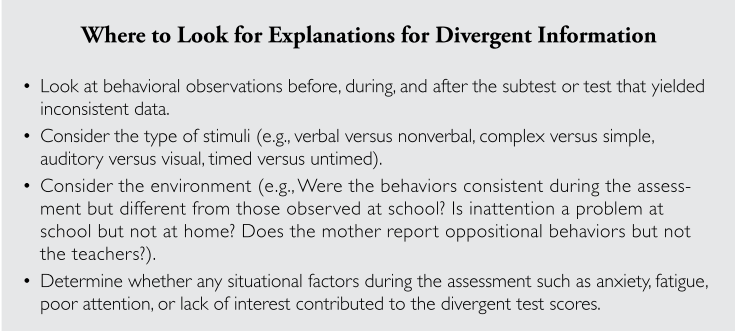 Where to Look for Explanations for Divergent Information
• Look at behavioral observations before, during, and after the subtest or test that yielded
inconsistent data.
• Consider the type of stimuli (e.g., verbal versus nonverbal, complex versus simple,
auditory versus visual, timed versus untimed).
• Consider the environment (e.g., Were the behaviors consistent during the assess-
ment but different from those observed at school? Is inattention a problem at
school but not at home? Does the mother report oppositional behaviors but not
the teachers?).
• Determine whether any situational factors during the assessment such as anxiety, fatigue,
poor attention, or lack of interest contributed to the divergent test scores.